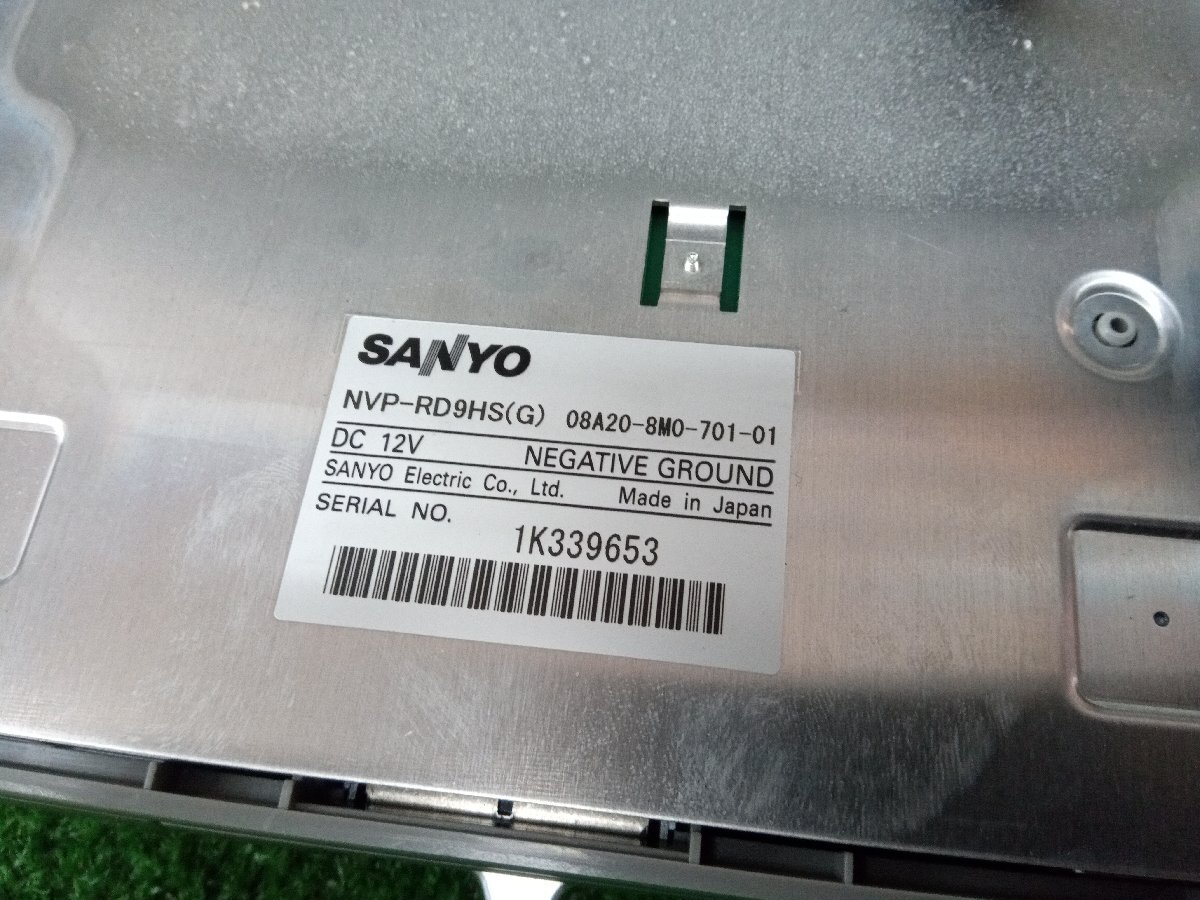 SANYO
NVP-RD9HS(G) 08A20-8M0-701-01
DC 12V NEGATIVE GROUND
SANYO Electric Co., Ltd. Made in Japan
SERIAL NO.
1K339653